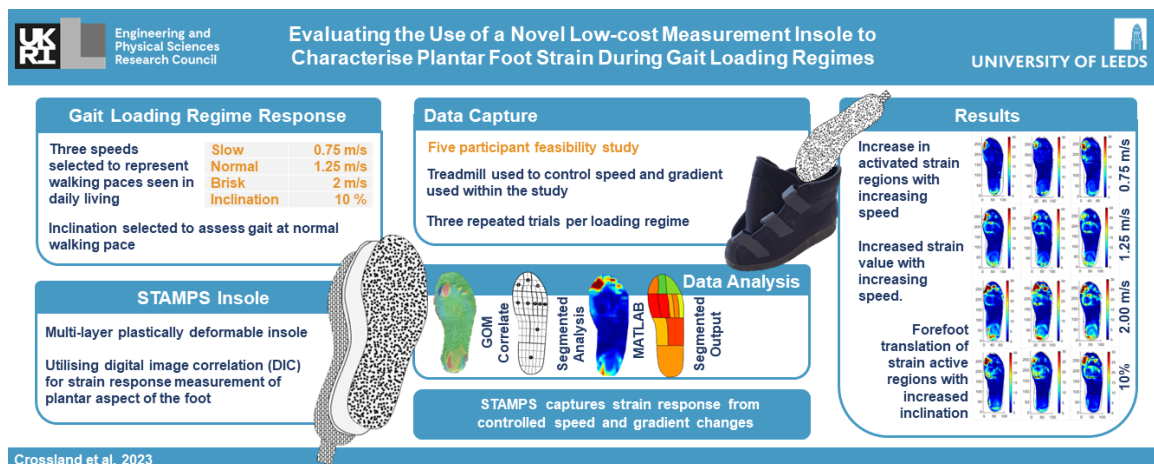 UK
RI
Engineering and
Physical Sciences
Research Council
Evaluating the Use of a Novel Low-cost Measurement Insole to
Characterise Plantar Foot Strain During Gait Loading Regimes
UNIVERSITY OF LEEDS
Gait Loading Regime Response
Three speeds
selected to represent
walking paces seen in
daily living
Slow 0.75 m/s
Normal 1.25 m/s
Brisk 2 m/s
Inclination 10 %
Inclination selected to assess gait at normal
walking pace
STAMPS Insole
Multi-layer plastically deformable insole
Utilising digital image correlation (DIC)
for strain response measurement of
plantar aspect of the foot
Data Capture
Five participant feasibility study
Treadmill used to control speed and gradient
used within the study
Three repeated trials per loading regime
Data Analysis
GOM
Correlate
Segmented
Analysis
MATLAB
Segmented
Output
STAMPS captures strain response from
controlled speed and gradient changes
Results
Increase in
activated strain
regions with
increasing
speed
Increased strain
value with
increasing
speed.
Forefoot
translation of
strain active
regions with
increased
inclination
0.75 m/s
1.25 m/s
2.00 m/s
10%
Crossland et al. 2023